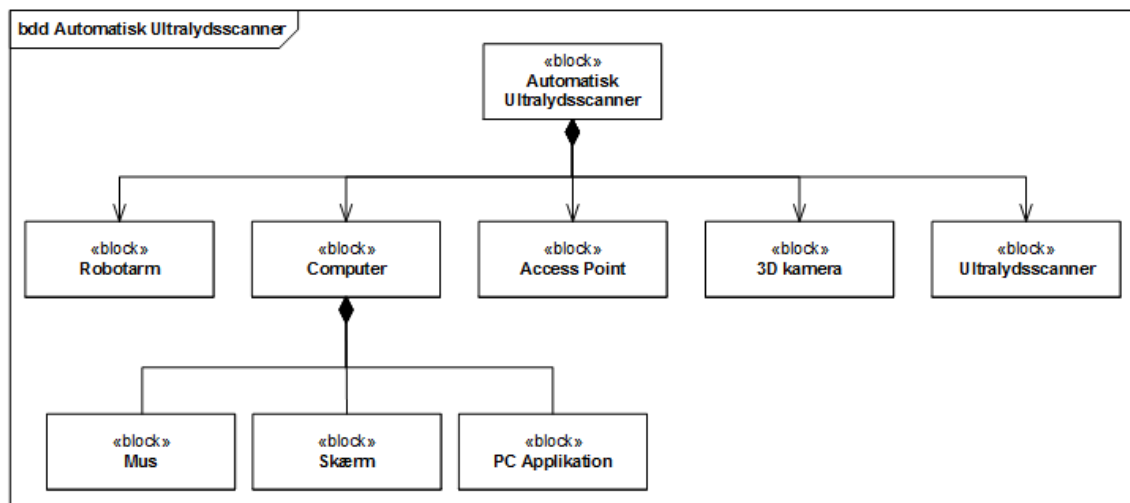 bdd Automatisk Ultralydsscanner
«block»
Automatisk
Ultralydsscanner
«block»
Robotarm
«block»
Computer
«block»
Access Point
«block»
3D kamera
«block»
Ultralydsscanner
«block»
Mus
«block»
Skærm
«block»
PC Applikation